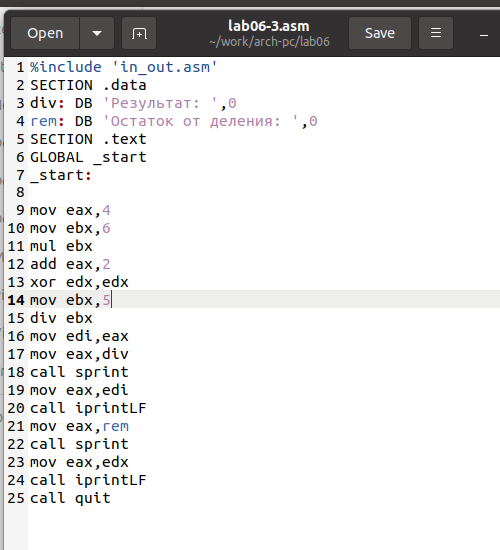 lab06-3.asm
Open
~/work/arch-pc/lab06
Save
1 %include 'in_out.asm'
2 SECTION .data
3 div: DB 'Результат: ',0
4 rem: DB 'Остаток от деления: ',0
5 SECTION .text
6 GLOBAL _start
7 _start:
8
9 mov eax,4
10 mov ebx,6
11 mul ebx
12 add eax,2
13 xor edx,edx
14 mov ebx,5
15 div ebx
16 mov edi,eax
17 mov eax,div
18 call sprint
19 mov eax,edi
20 call iprintLF
21 mov eax,rem
22 call sprint
23 mov eax,edx
24 call iprintLF
25 call quit